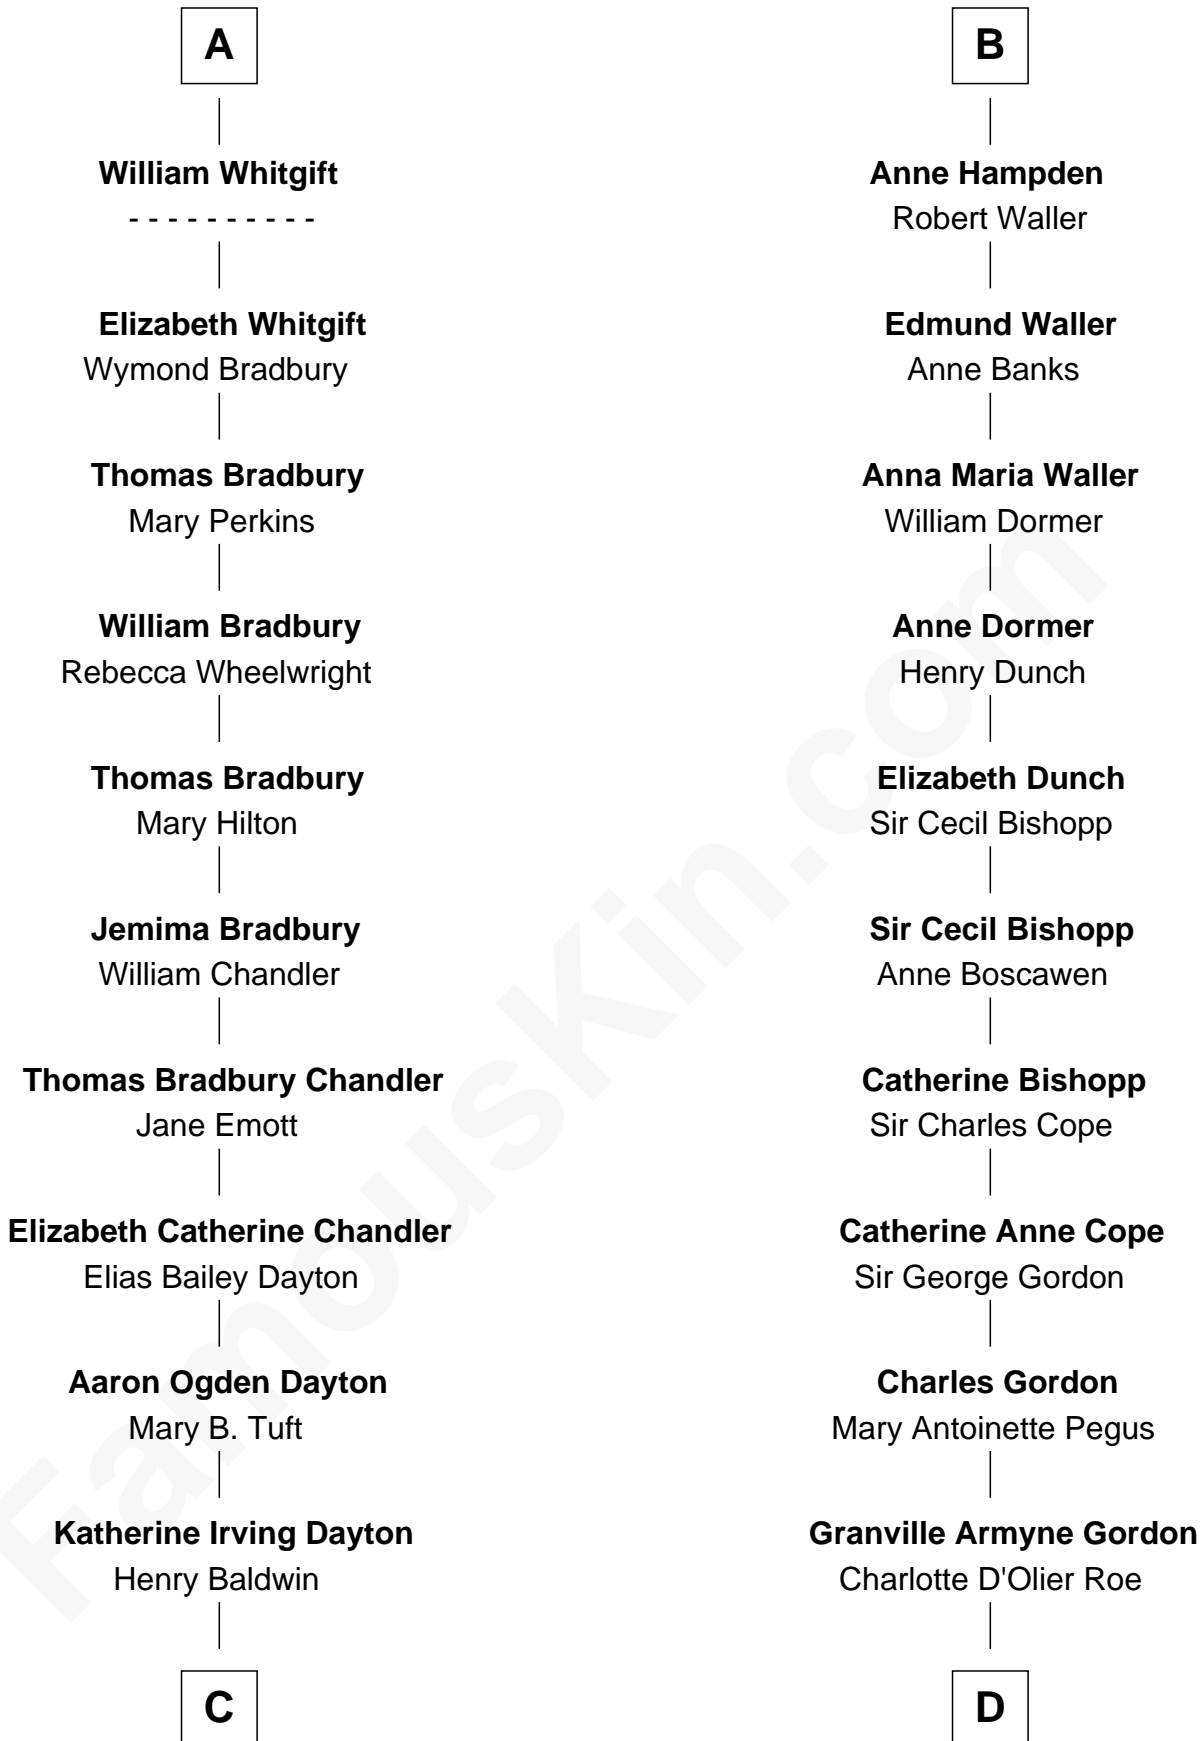 A
William Whitgift
- - - - - - - - - -
Elizabeth Whitgift
Wymond Bradbury
Thomas Bradbury
Mary Perkins
William Bradbury
Rebecca Wheelwright
Thomas Bradbury
Mary Hilton
Jemima Bradbury
William Chandler
Thomas Bradbury Chandler
Jane Emott
Elizabeth Catherine Chandler
Elias Bailey Dayton
Aaron Ogden Dayton
Mary B. Tuft
Katherine Irving Dayton
Henry Baldwin
C
B
Anne Hampden
Robert Waller
Edmund Waller
Anne Banks
Anna Maria Waller
William Dormer
Anne Dormer
Henry Dunch
Elizabeth Dunch
Sir Cecil Bishopp
Sir Cecil Bishopp
Anne Boscawen
Catherine Bishopp
Sir Charles Cope
Catherine Anne Cope
Sir George Gordon
Charles Gordon
Mary Antoinette Pegus
Granville Armyne Gordon
Charlotte D'Olier Roe
D
FamousKin.com